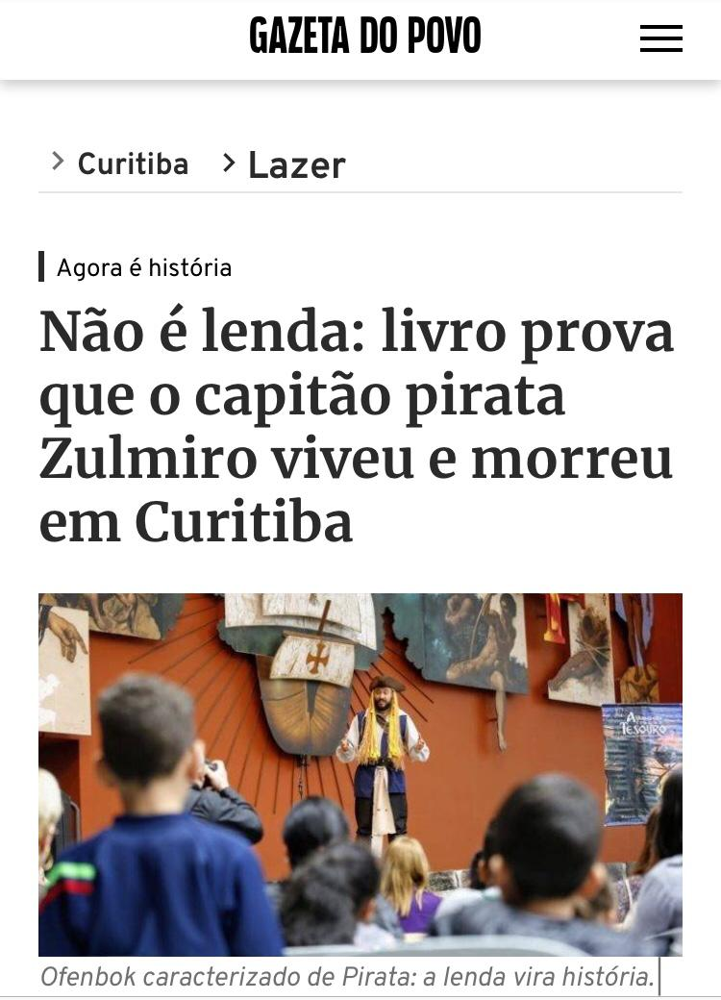 GAZETA DO POVO
> Curitiba > Lazer
Agora é história
Não é lenda: livro prova
que o capitão pirata
Zulmiro viveu e morreu
em Curitiba
TESOURO
Ofenbok caracterizado de Pirata: a lenda vira história.